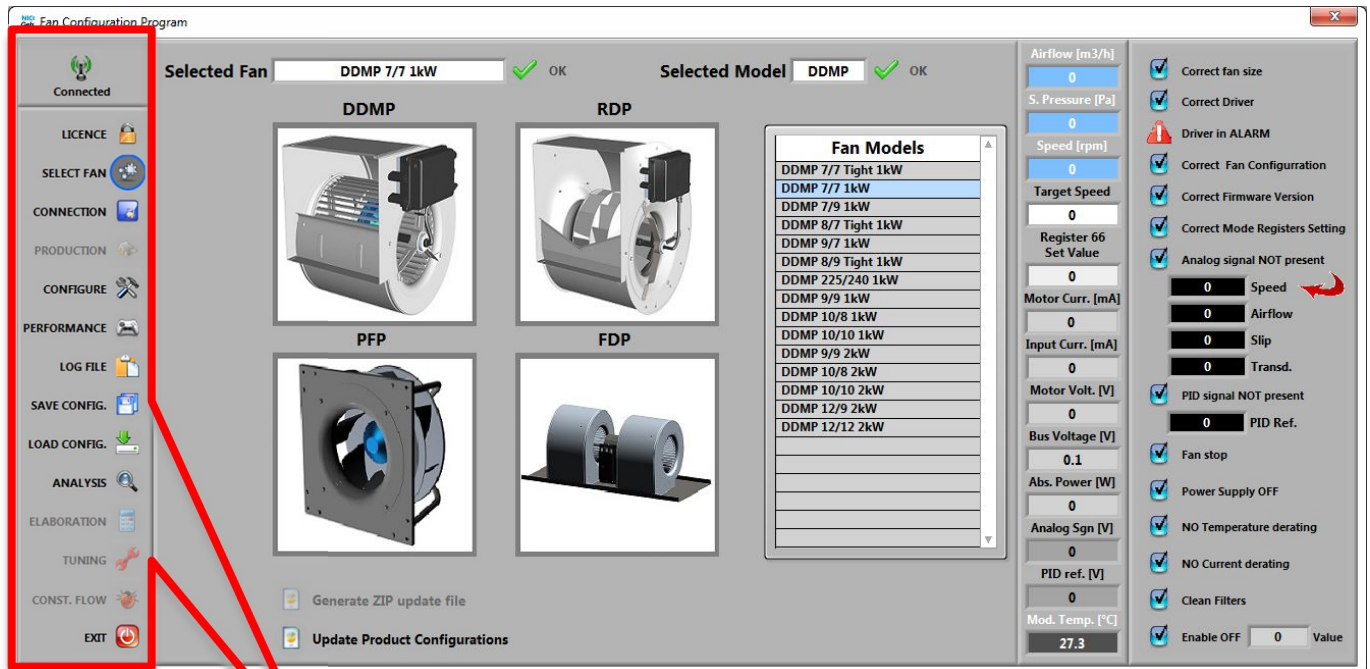 NICI Geb Fan Configuration Program
Connected
LICENCE
SELECT FAN
CONNECTION
PRODUCTION
CONFIGURE
PERFORMANCE
LOG FILE
SAVE CONFIG.
LOAD CONFIG.
ANALYSIS
ELABORATION
TUNING
CONST. FLOW
EXIT
Selected Fan DDMP 7/7 1kW OK
Selected Model DDMP OK
DDMP
RDP
PFP
FDP
Generate ZIP update file
Update Product Configurations
Fan Models
DDMP 7/7 Tight 1kW
DDMP 7/7 1kW
DDMP 7/9 1kW
DDMP 8/7 Tight 1kW
DDMP 9/7 1kW
DDMP 8/9 Tight 1kW
DDMP 225/240 1kW
DDMP 9/9 1kW
DDMP 10/8 1kW
DDMP 10/10 1kW
DDMP 9/9 2kW
DDMP 10/8 2kW
DDMP 10/10 2kW
DDMP 12/9 2kW
DDMP 12/12 2kW
Airflow [m3/h]
0
S. Pressure [Pa]
0
Speed [rpm]
0
Target Speed
0
Register 66
Set Value
0
Motor Curr. [mA]
0
Input Curr. [mA]
0
Motor Volt. [V]
0
Bus Voltage [V]
0.1
Abs. Power [W]
0
Analog Sgn [V]
0
PID ref. [V]
0
Mod. Temp. [°C]
27.3
Correct fan size
Correct Driver
Driver in ALARM
Correct Fan Configurration
Correct Firmware Version
Correct Mode Registers Setting
Analog signal NOT present
0 Speed
0 Airflow
0 Slip
0 Transd.
PID signal NOT present
0 PID Ref.
Fan stop
Power Supply OFF
NO Temperature derating
NO Current derating
Clean Filters
Enable OFF 0 Value